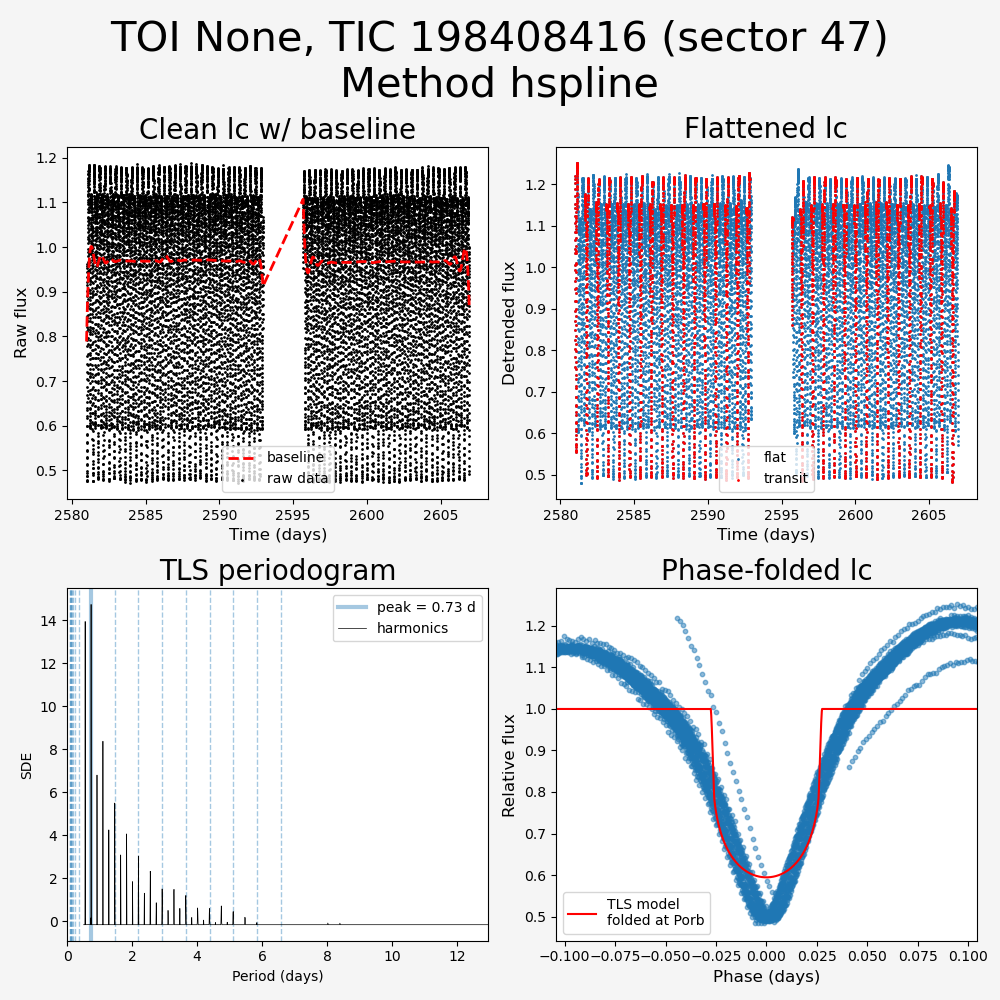 TOI None, TIC 198408416 (sector 47)
Method hspline
Clean lc w/ baseline
Raw flux
1.2
1.1
1.0
0.9
0.8
0.7
0.6
0.5
baseline
raw data
2580 2585 2590 2595 2600 2605
Time (days)
Flattened lc
Detrended flux
1.2
1.1
1.0
0.9
0.8
0.7
0.6
0.5
flat
transit
2580 2585 2590 2595 2600 2605
Time (days)
TLS periodogram
SDE
14
12
10
8
6
4
2
0
peak = 0.73 d
harmonics
0 2 4 6 8 10 12
Period (days)
Phase-folded lc
Relative flux
1.2
1.1
1.0
0.9
0.8
0.7
0.6
0.5
TLS model
folded at Porb
−0.100 −0.075 −0.050 −0.025 0.000 0.025 0.050 0.075 0.100
Phase (days)